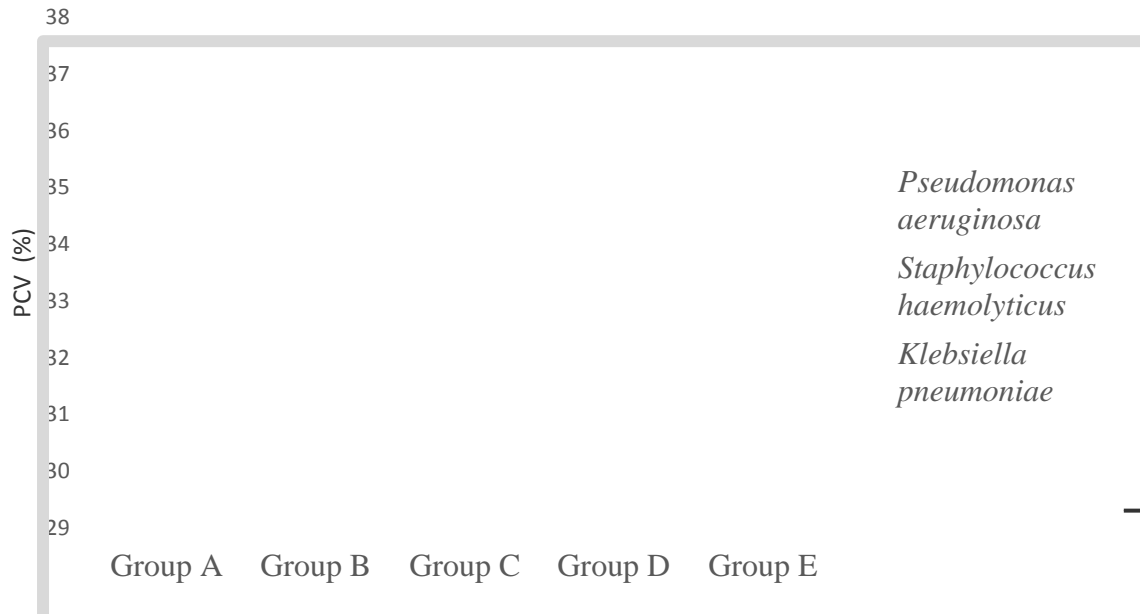 38
37
36
35
34
33
32
31
30
29
PCV (%)
Group A Group B Group C Group D Group E
Pseudomonas
aeruginosa
Staphylococcus
haemolyticus
Klebsiella
pneumoniae